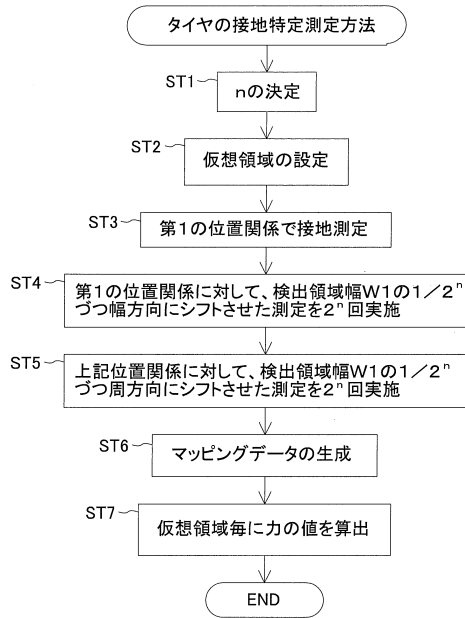 タイヤの接地特定測定方法
ST1
nの決定
ST2
仮想領域の設定
ST3
第1の位置関係で接地測定
ST4
第1の位置関係に対して、検出領域幅W1の1／2ⁿ
づつ幅方向にシフトさせた測定を2ⁿ回実施
ST5
上記位置関係に対して、検出領域幅W1の1／2ⁿ
づつ周方向にシフトさせた測定を2ⁿ回実施
ST6
マッピングデータの生成
ST7
仮想領域毎に力の値を算出
END